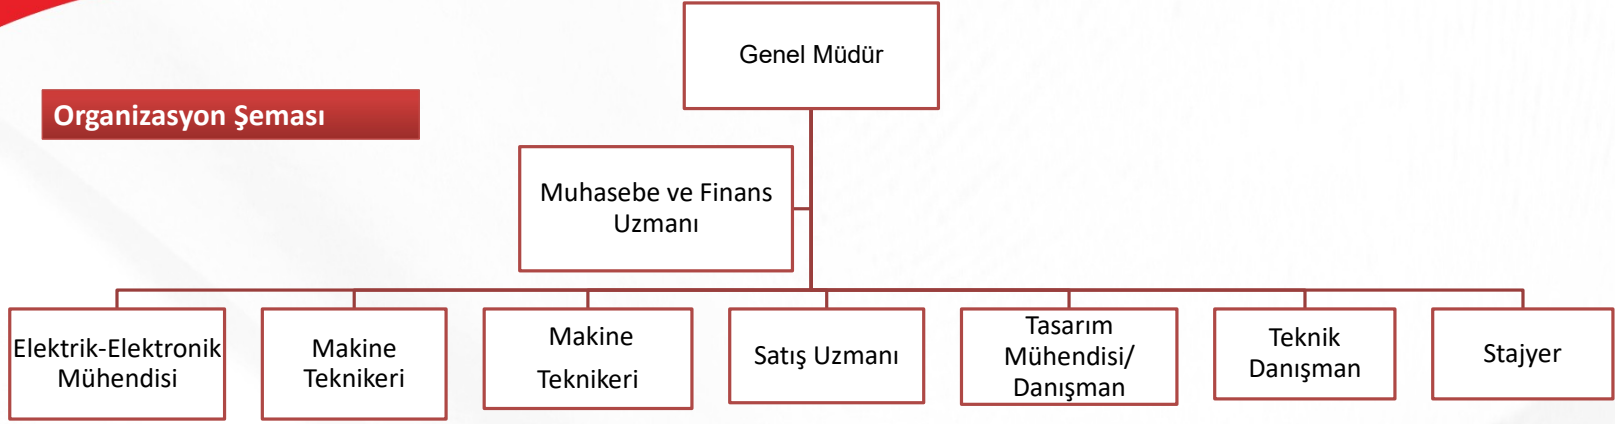 Genel Müdür
Organizasyon Şeması
Muhasebe ve Finans
Uzmanı
Elektrik-Elektronik
Mühendisi
Makine
Teknikeri
Makine
Teknikeri
Satış Uzmanı
Tasarım
Mühendisi/
Danışman
Teknik
Danışman
Stajyer